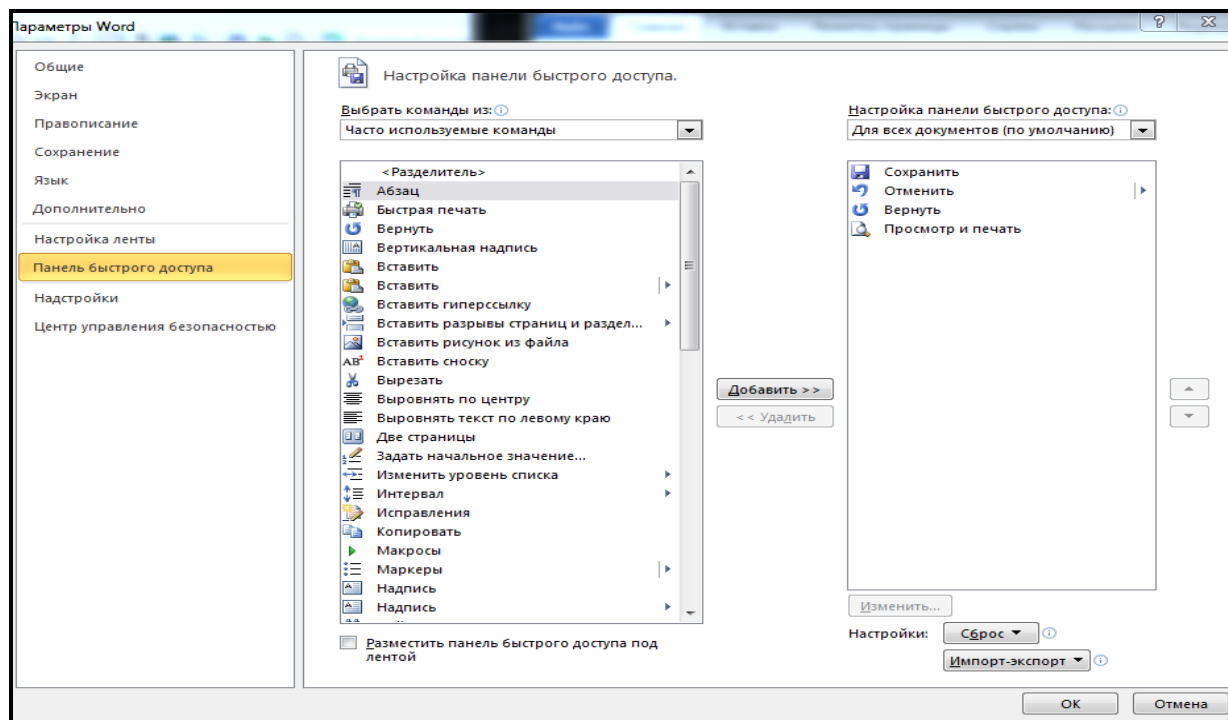 Параметры Word
Общие
Экран
Правописание
Сохранение
Язык
Дополнительно
Настройка ленты
Панель быстрого доступа
Надстройки
Центр управления безопасностью
Настройка панели быстрого доступа.
Выбрать команды из:
Часто используемые команды
<Разделитель>
Абзац
Быстрая печать
Вернуть
Вертикальная надпись
Вставить
Вставить
Вставить гиперссылку
Вставить разрывы страниц и раздел...
Вставить рисунок из файла
Вставить сноску
Вырезать
Выровнять по центру
Выровнять текст по левому краю
Две страницы
Задать начальное значение...
Изменить уровень списка
Интервал
Исправления
Копировать
Макросы
Маркеры
Надпись
Надпись
Разместить панель быстрого доступа под
лентой
Добавить >>
<< Удалить
Настройка панели быстрого доступа:
Для всех документов (по умолчанию)
Сохранить
Отменить
Вернуть
Просмотр и печать
Изменить...
Настройки:
Сброс
Импорт-экспорт
ОК
Отмена